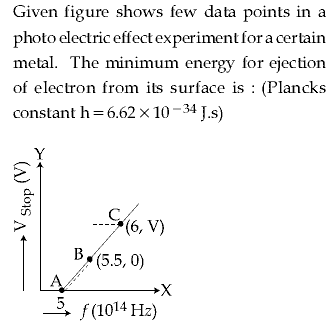 Given figure shows few data points in a
photo electric effect experiment for a certain
metal. The minimum energy for ejection
of electron from its surface is : (Plancks
constant h = 6.62 × 10⁻³⁴ J.s)
Y
V Stop (V)
C (6, V)
B (5.5, 0)
A
X
5
f (10¹⁴ Hz)